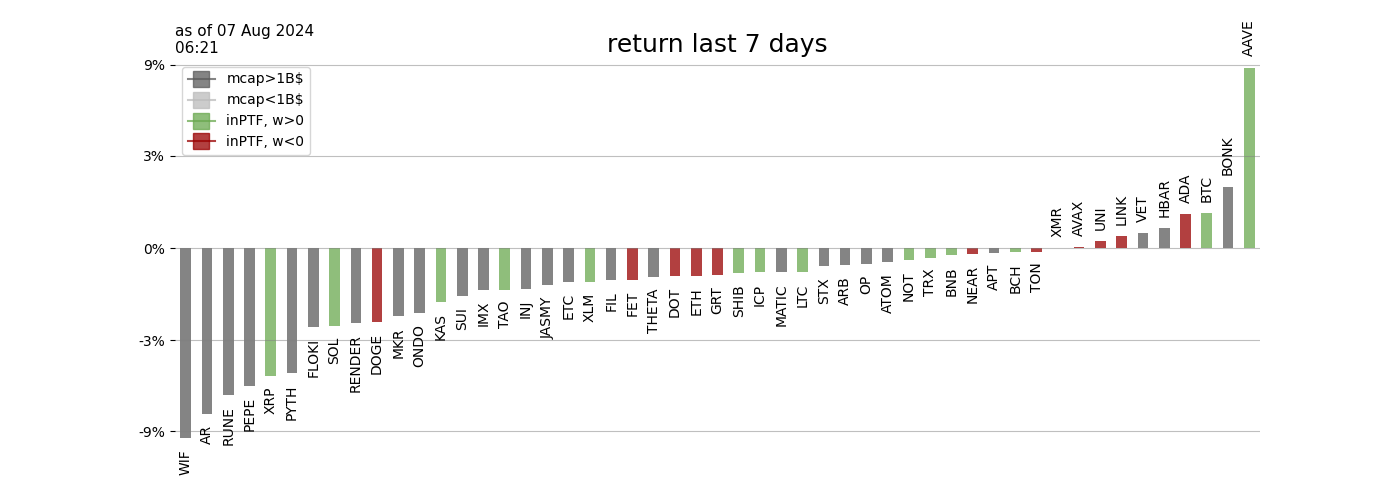 as of 07 Aug 2024
06:21
return last 7 days
mcap>1B$
mcap<1B$
inPTF, w>0
inPTF, w<0
9%
3%
0%
-3%
-9%
WIF
AR
RUNE
PEPE
XRP
PYTH
FLOKI
SOL
RENDER
DOGE
MKR
ONDO
KAS
SUI
IMX
TAO
INJ
JASMY
ETC
XLM
FIL
FET
THETA
DOT
ETH
GRT
SHIB
ICP
MATIC
LTC
STX
ARB
OP
ATOM
NOT
TRX
BNB
NEAR
APT
BCH
TON
XMR
AVAX
UNI
LINK
VET
HBAR
ADA
BTC
BONK
AAVE